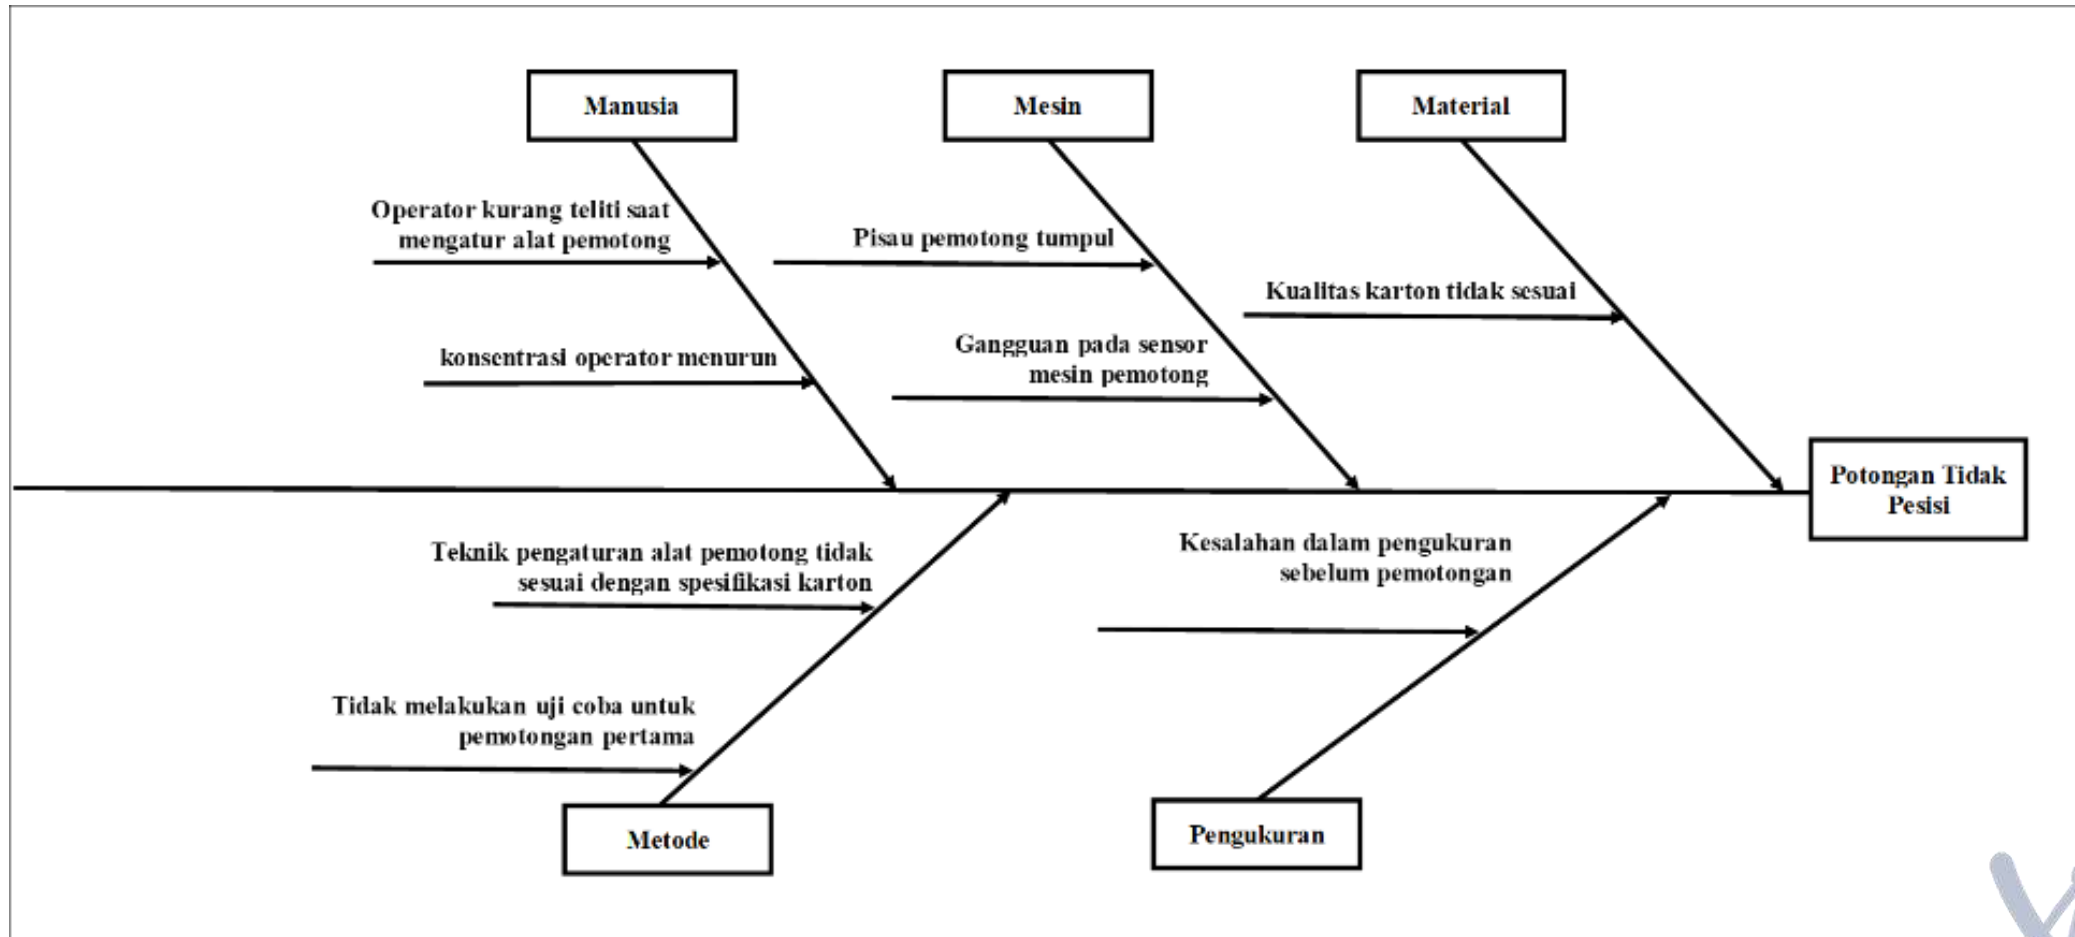 Manusia
Mesin
Material
Operator kurang teliti saat
mengatur alat pemotong
Pisau pemotong tumpul
Kualitas karton tidak sesuai
konsentrasi operator menurun
Gangguan pada sensor
mesin pemotong
Potongan Tidak
Pesisi
Teknik pengaturan alat pemotong tidak
sesuai dengan spesifikasi karton
Kesalahan dalam pengukuran
sebelum pemotongan
Tidak melakukan uji coba untuk
pemotongan pertama
Metode
Pengukuran